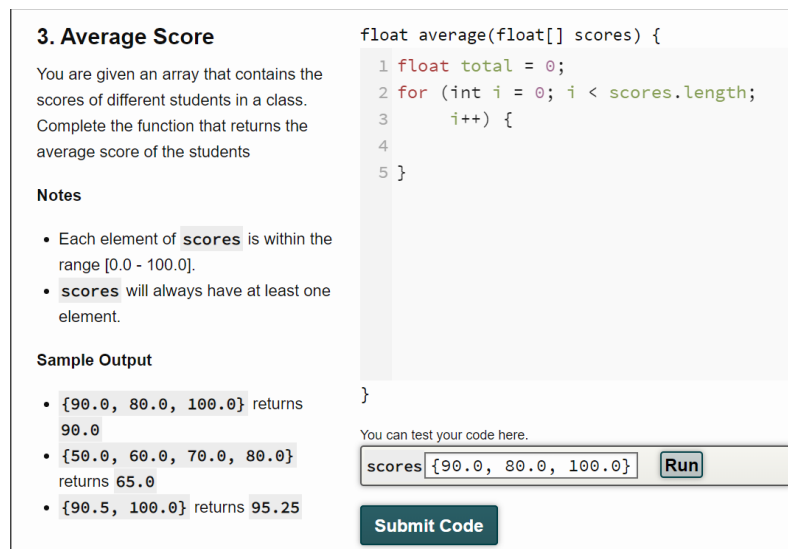 3. Average Score
You are given an array that contains the
scores of different students in a class.
Complete the function that returns the
average score of the students
Notes
• Each element of scores is within the
range [0.0 - 100.0].
• scores will always have at least one
element.
Sample Output
• {90.0, 80.0, 100.0} returns
90.0
• {50.0, 60.0, 70.0, 80.0}
returns 65.0
• {90.5, 100.0} returns 95.25
float average(float[] scores) {
1 float total = 0;
2 for (int i = 0; i < scores.length;
3 i++) {
4
5 }
}
You can test your code here.
scores {90.0, 80.0, 100.0} Run
Submit Code